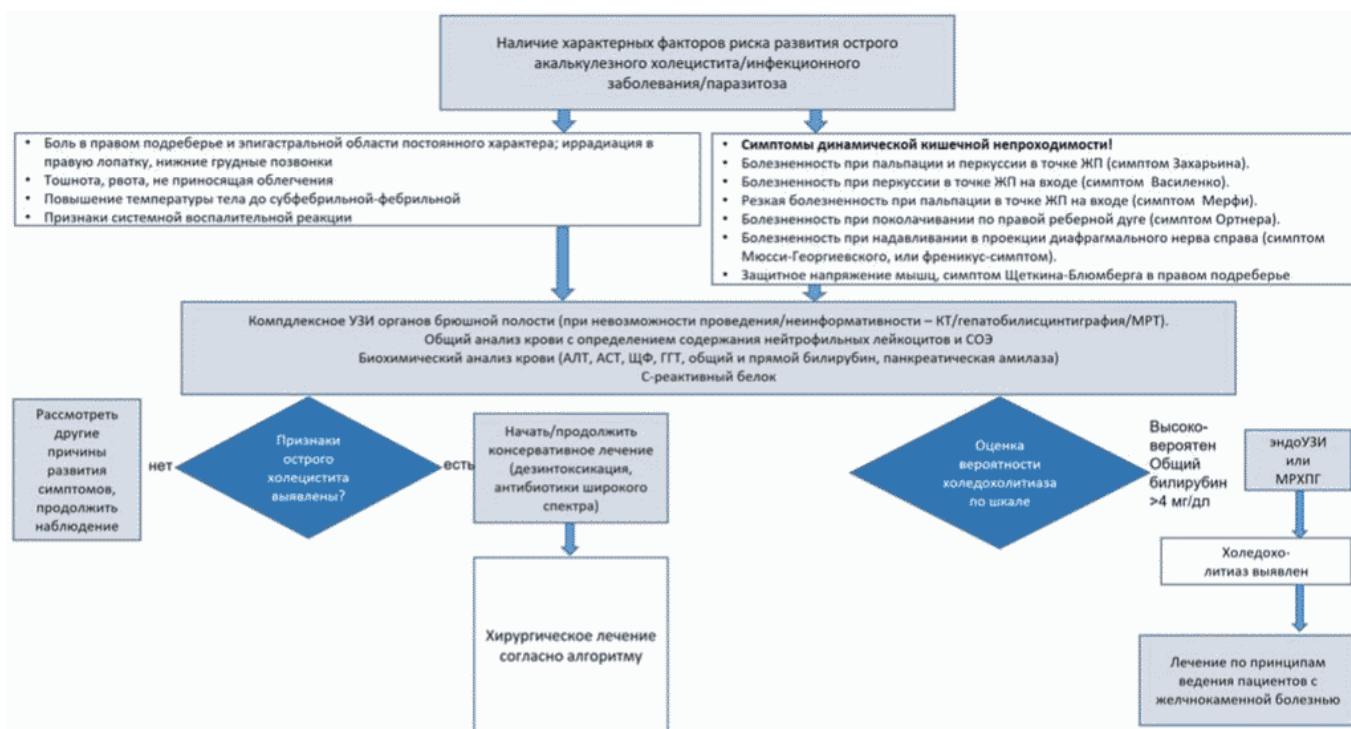 Наличие характерных факторов риска развития острого
акалькулезного холецистита/инфекционного
заболевания/паразитоза
• Боль в правом подреберье и эпигастральной области постоянного характера; иррадиация в
правую лопатку, нижние грудные позвонки
• Тошнота, рвота, не приносящая облегчения
• Повышение температуры тела до субфебрильной-фебрильной
• Признаки системной воспалительной реакции
• Симптомы динамической кишечной непроходимости!
• Болезненность при пальпации и перкуссии в точке ЖП (симптом Захарьина).
• Болезненность при перкуссии в точке ЖП на входе (симптом Василенко).
• Резкая болезненность при пальпации в точке ЖП на входе (симптом Мерфи).
• Болезненность при поколачивании по правой реберной дуге (симптом Ортнера).
• Болезненность при надавливании в проекции диафрагмального нерва справа (симптом
Мюсси-Георгиевского, или френикус-симптом).
• Защитное напряжение мышц, симптом Щеткина-Блюмберга в правом подреберье
Компдлексное УЗИ органов брюшной полости (при невозможности проведения/неинформативности – КТ/гепатобилисцинтиграфия/МРТ).
Общий анализ крови с определением содержания нейтрофильных лейкоцитов и СОЭ
Биохимический анализ крови (АЛТ, АСТ, ЩФ, ГГТ, общий и прямой билирубин, панкреатическая амилаза)
С-реактивный белок
Рассмотреть
другие
причины
развития
симптомов,
продолжить
наблюдение
нет
Признаки
острого
холецистита
выявлены?
есть
Начать/продолжить
консервативное лечение
(дезинтоксикация,
антибиотики широкого
спектра)
Хирургическое лечение
согласно алгоритму
Оценка
вероятности
холедохолитиаза
по шкале
Высоко-
вероятен
Общий
билирубин
>4 мг/дл
эндоУЗИ
или
МРХПГ
Холедохо-
литиаз выявлен
Лечение по принципам
ведения пациентов с
желчнокаменной болезнью